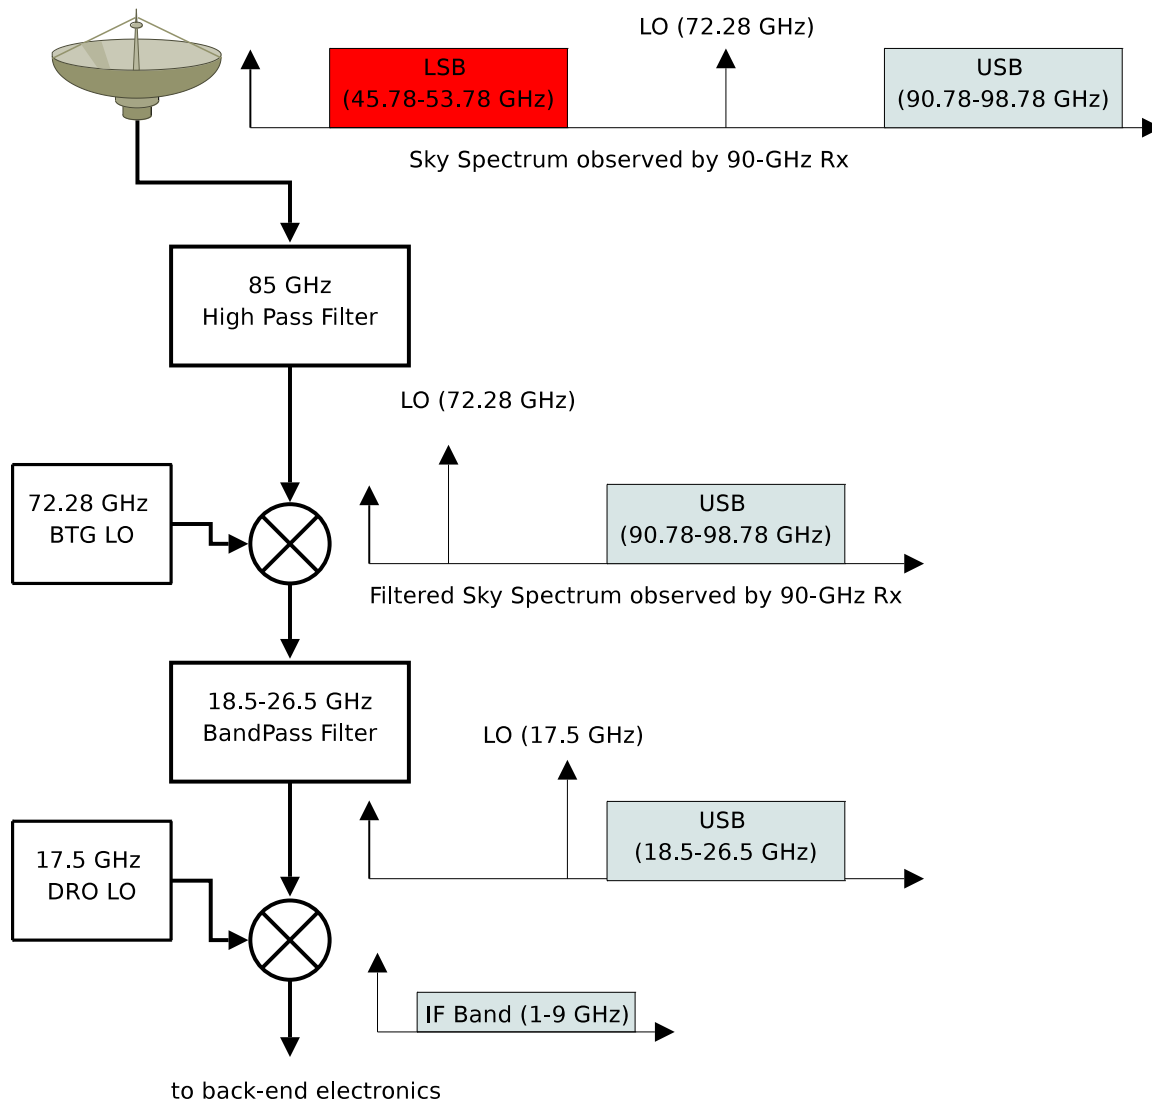 LO (72.28 GHz)
LSB
(45.78-53.78 GHz)
USB
(90.78-98.78 GHz)
Sky Spectrum observed by 90-GHz Rx
85 GHz
High Pass Filter
LO (72.28 GHz)
72.28 GHz
BTG LO
USB
(90.78-98.78 GHz)
Filtered Sky Spectrum observed by 90-GHz Rx
18.5-26.5 GHz
BandPass Filter
LO (17.5 GHz)
USB
(18.5-26.5 GHz)
17.5 GHz
DRO LO
IF Band (1-9 GHz)
to back-end electronics